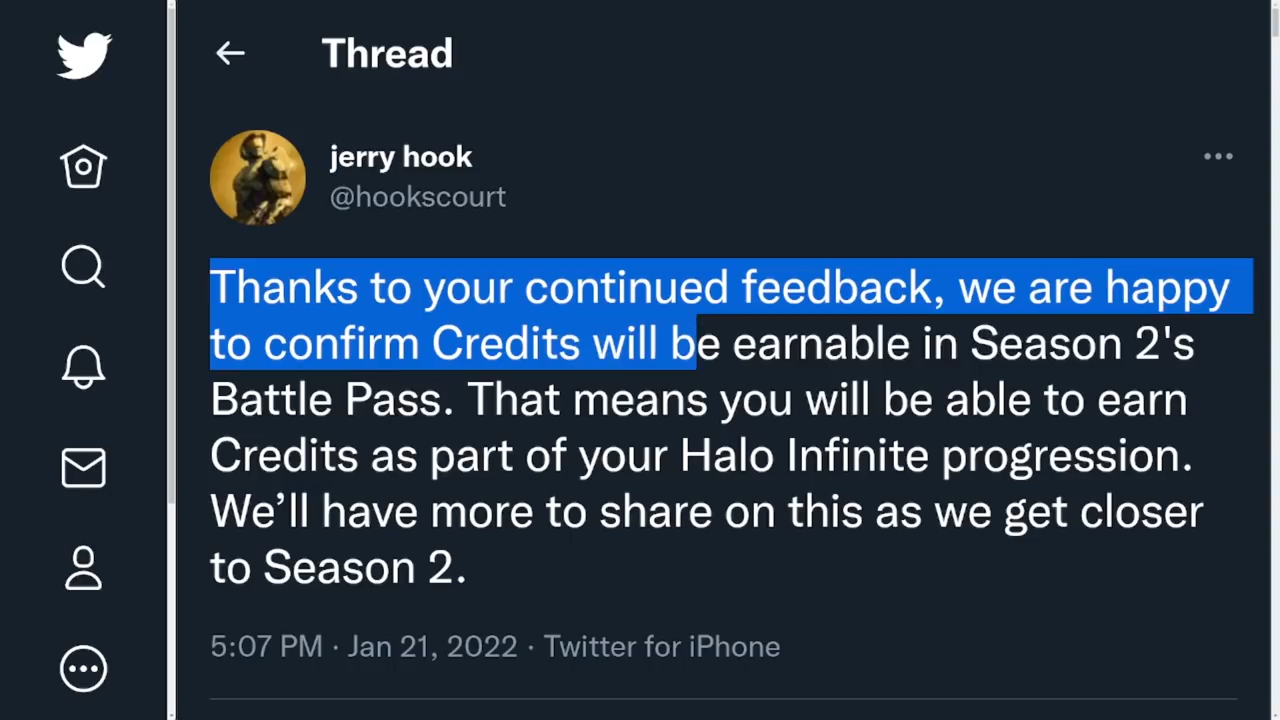 Thread
jerry hook
@hookscourt
Thanks to your continued feedback, we are happy
to confirm Credits will be earnable in Season 2's
Battle Pass. That means you will be able to earn
Credits as part of your Halo Infinite progression.
We’ll have more to share on this as we get closer
to Season 2.
5:07 PM · Jan 21, 2022 · Twitter for iPhone